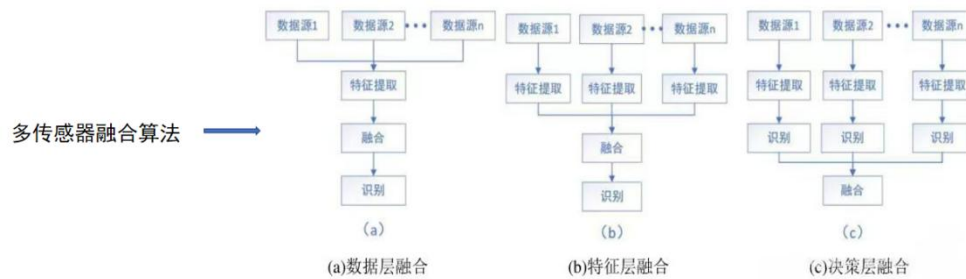 多传感器融合算法
数据源1 数据源2 ••• 数据源n
特征提取
融合
识别
(a)
(a)数据层融合
数据源1 数据源2 ••• 数据源n
特征提取 特征提取 特征提取
融合
识别
(b)
(b)特征层融合
数据源1 数据源2 ••• 数据源n
特征提取 特征提取 特征提取
识别 识别 识别
融合
(c)
(c)决策层融合